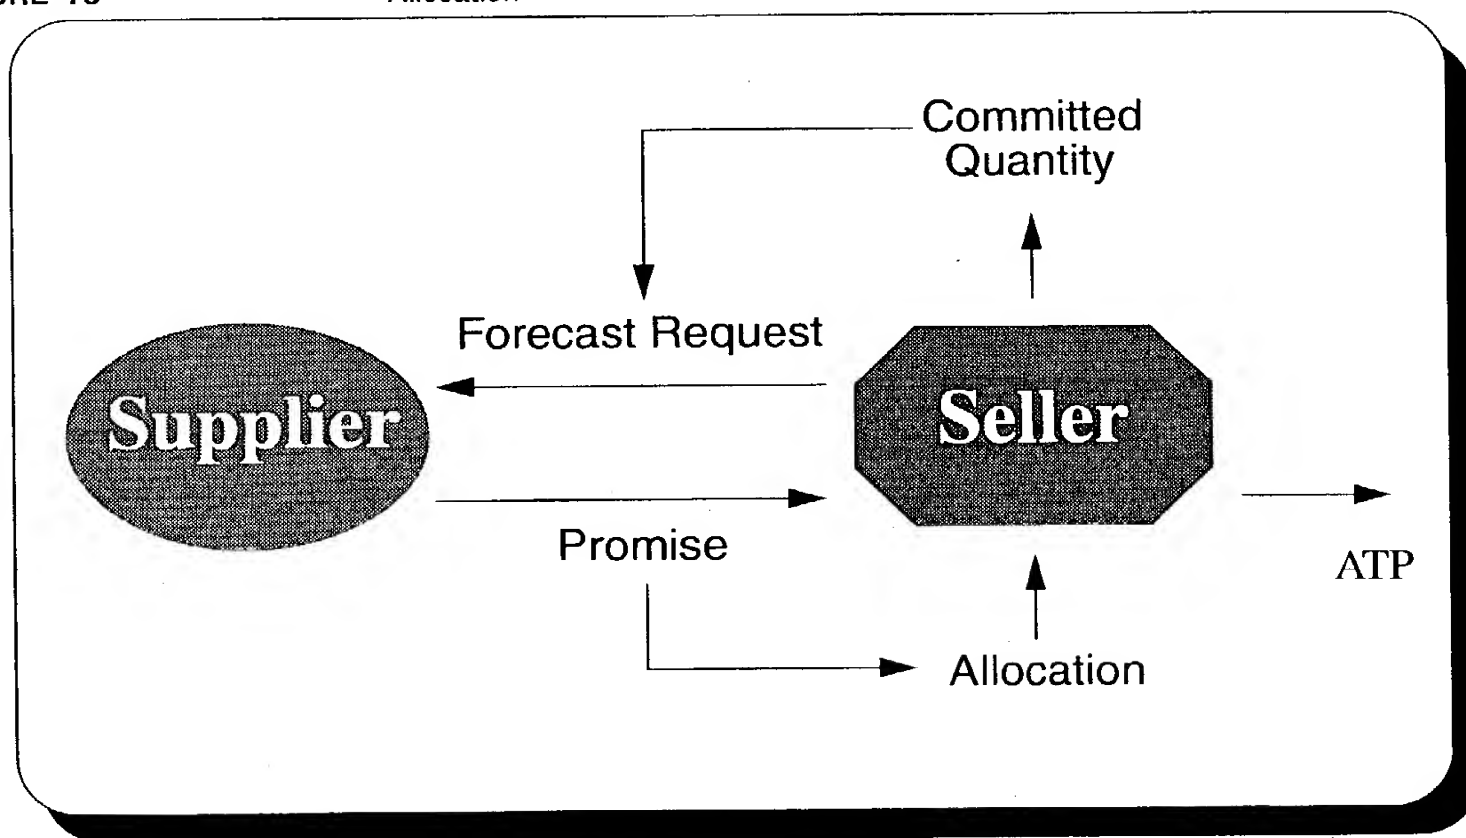 Allocation
Committed
Quantity
Forecast Request
Supplier
Seller
Promise
ATP
Allocation